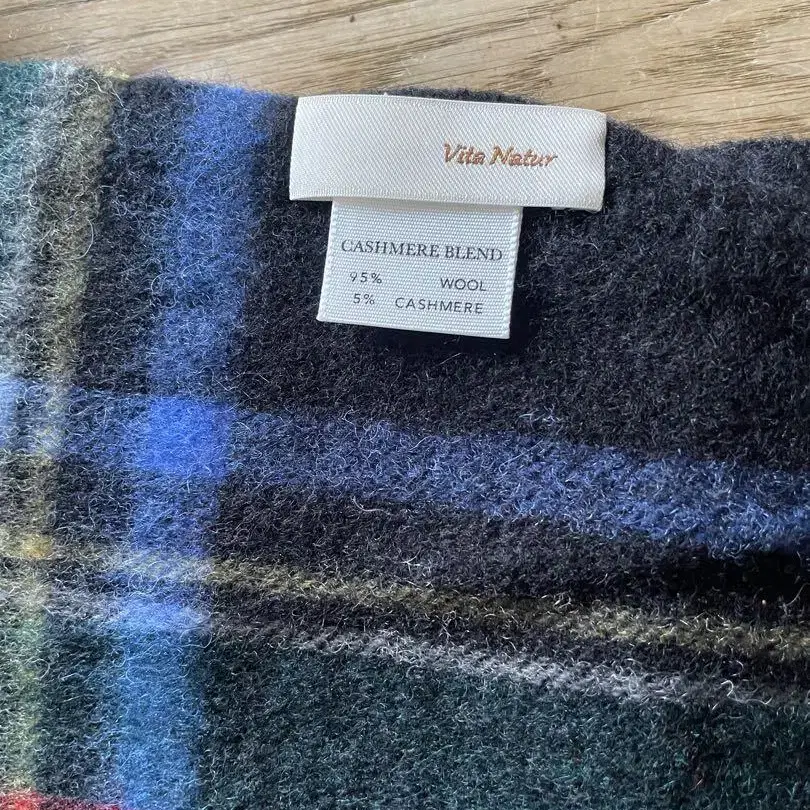 Vita Natur
CASHMERE BLEND
95% WOOL
5% CASHMERE